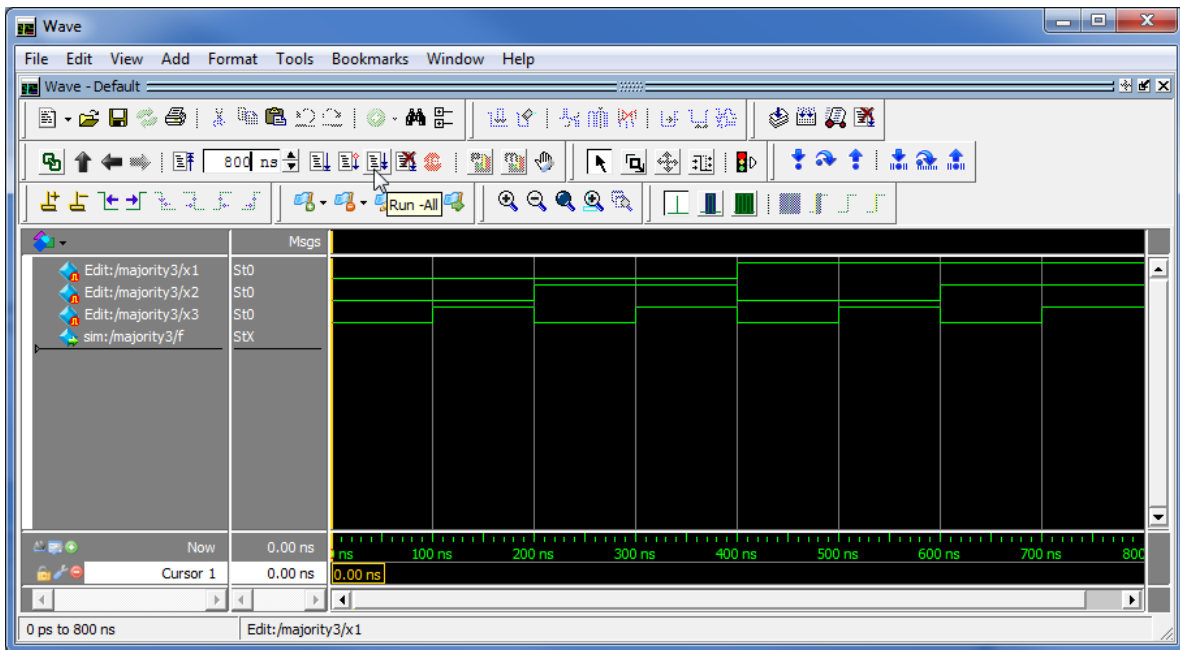 Wave
File Edit View Add Format Tools Bookmarks Window Help
Wave - Default
800 ns
Run -All
Msgs
Edit:/majority3/x1 St0
Edit:/majority3/x2 St0
Edit:/majority3/x3 St0
sim:/majority3/f StX
Now 0.00 ns
ns 100 ns 200 ns 300 ns 400 ns 500 ns 600 ns 700 ns 800
Cursor 1 0.00 ns 0.00 ns
0 ps to 800 ns Edit:/majority3/x1